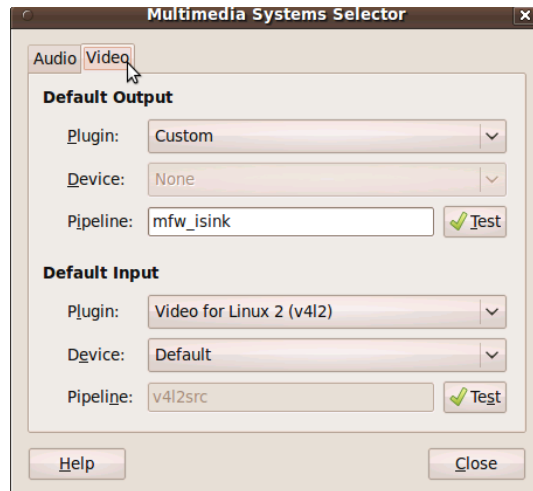 Multimedia Systems Selector
Audio Video
Default Output
Plugin: Custom
Device: None
Pipeline: mfw_isink Test
Default Input
Plugin: Video for Linux 2 (v4l2)
Device: Default
Pipeline: v4l2src Test
Help Close